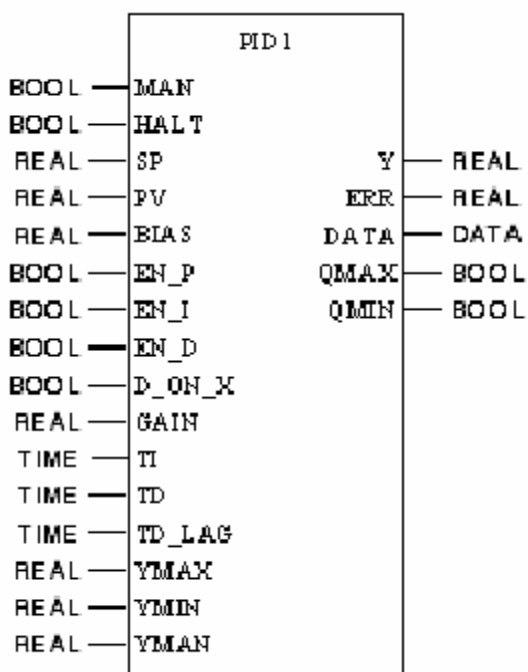 PID1
BOOL MAN
BOOL HALT
REAL SP Y REAL
REAL PV ERR REAL
REAL BIAS DATA DATA
BOOL EN_P QMAX BOOL
BOOL EN_I QMIN BOOL
BOOL EN_D
BOOL D_ON_X
REAL GAIN
TIME TI
TIME TD
TIME TD_LAG
REAL YMAX
REAL YMIN
REAL YMAN